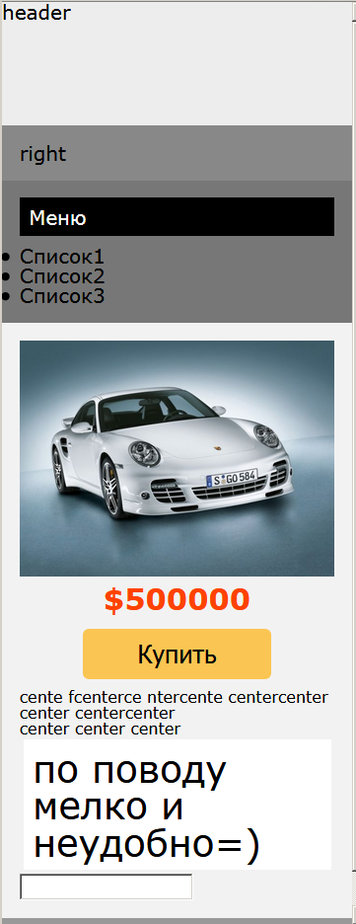 header
right
Меню
Список1
Список2
Список3
S GO 584
$500000
Купить
cente fcenterce ntercente centercenter
center centercenter
center center center
по поводу
мелко и
неудобно=)